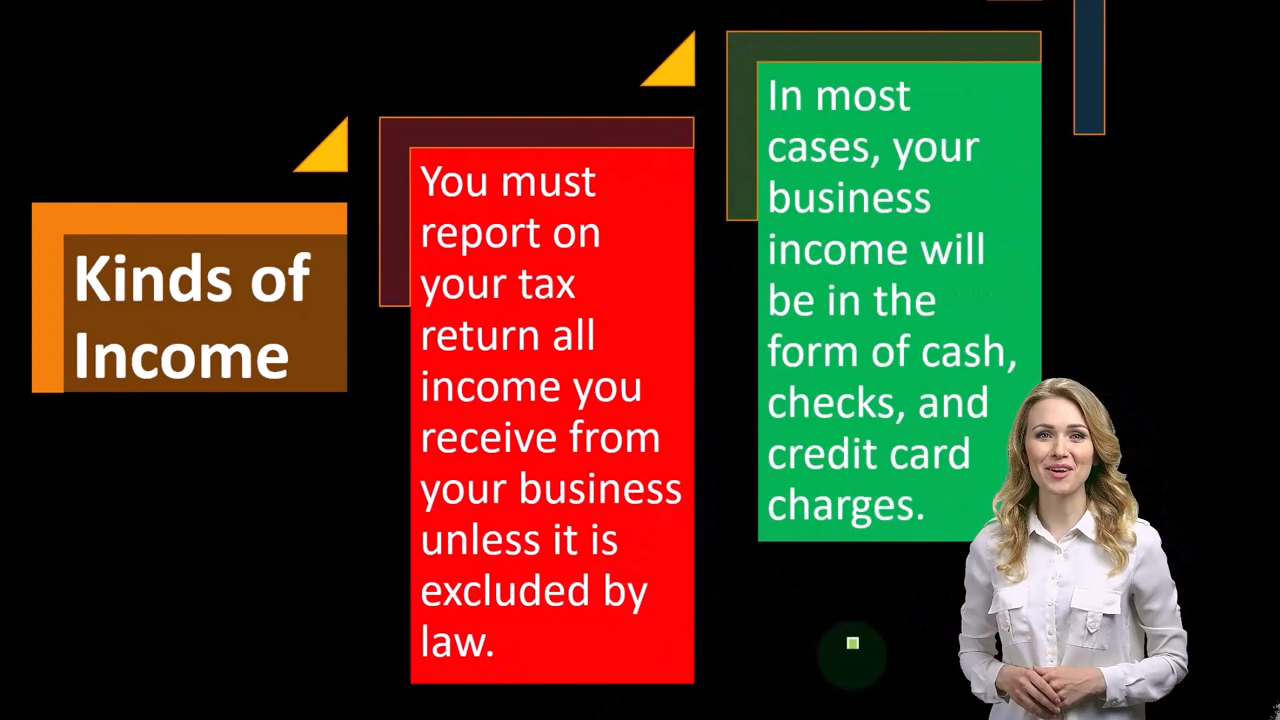 Kinds of
Income
You must
report on
your tax
return all
income you
receive from
your business
unless it is
excluded by
law.
In most
cases, your
business
income will
be in the
form of cash,
checks, and
credit card
charges.